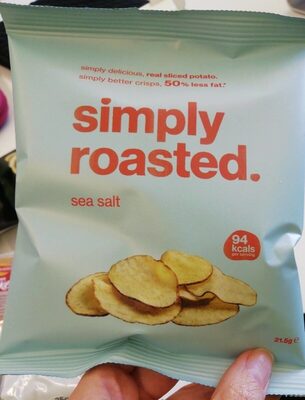 simply delicious, real sliced potato.
simply better crisps, 50% less fat.*
simply
roasted.
sea salt
94
kcals
per serving
21.5g e